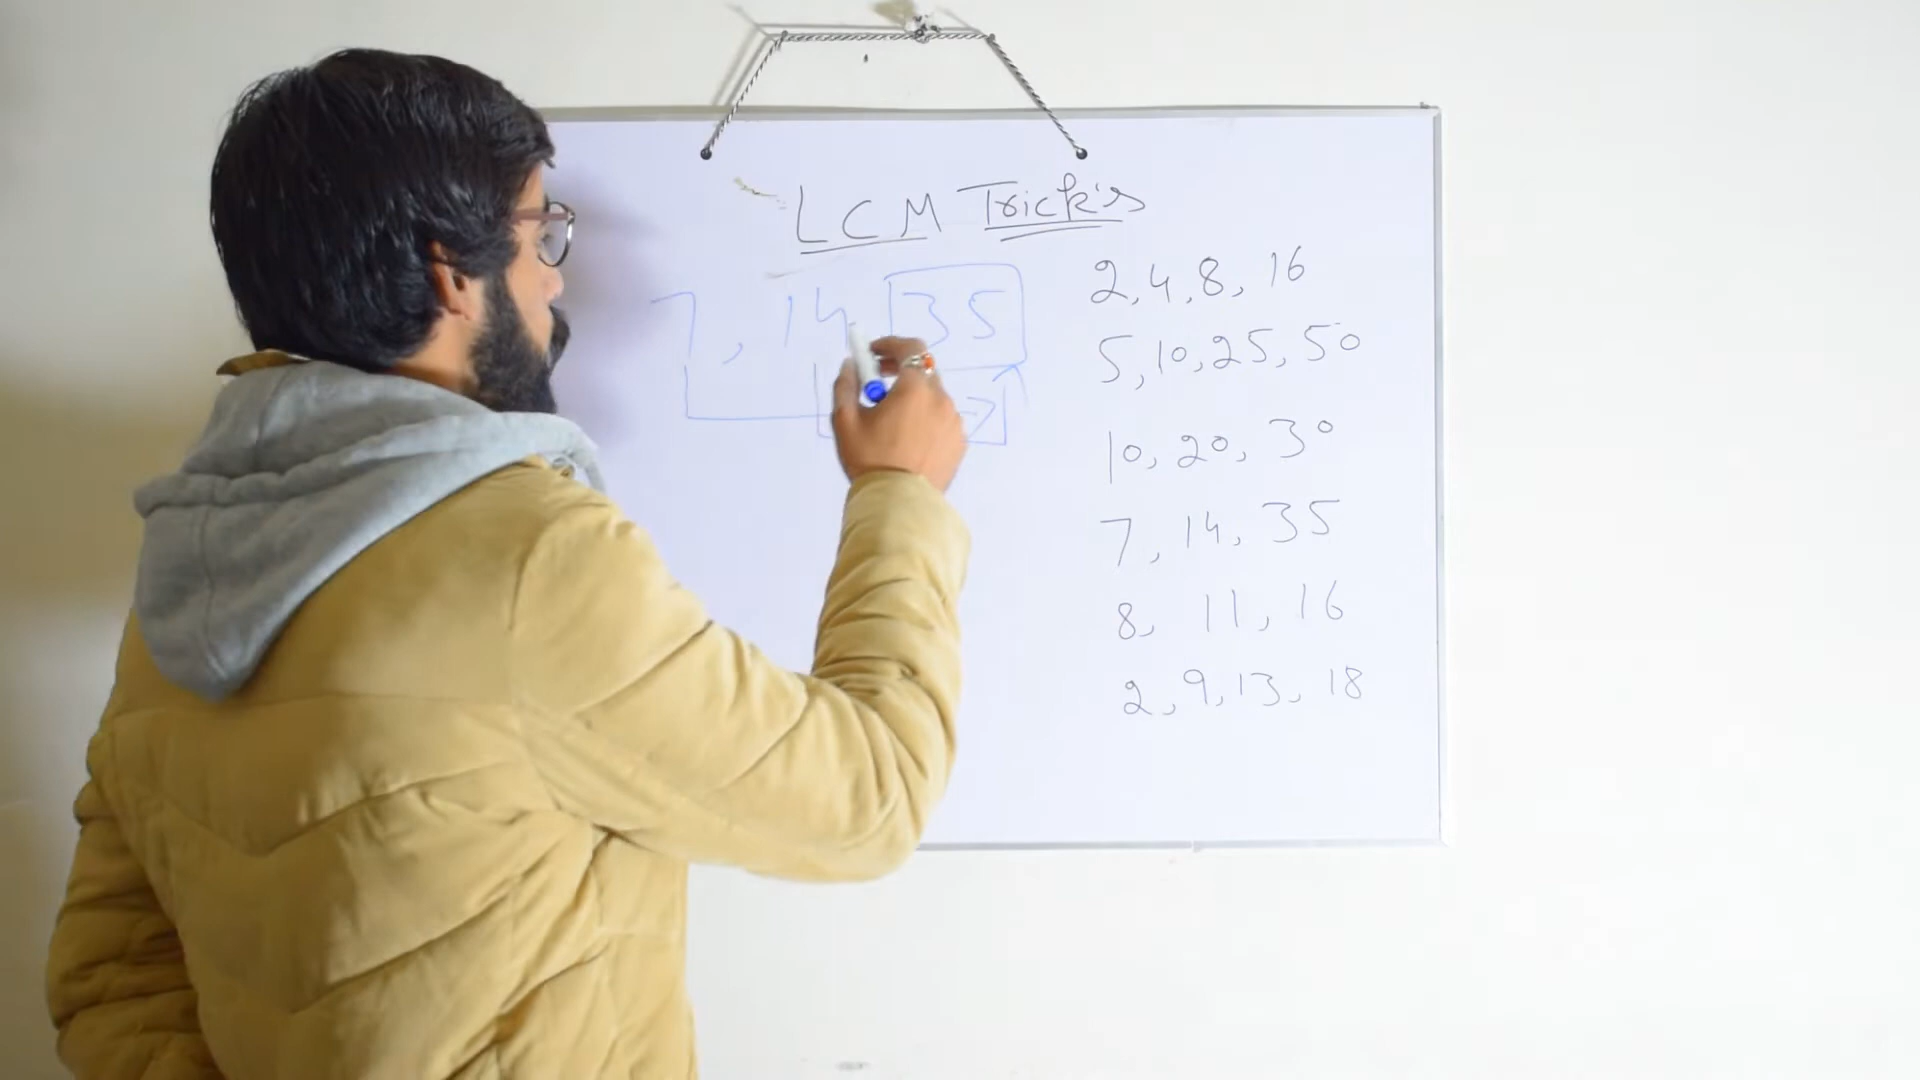 LCM Trick's
7, 14, 35
2, 4, 8, 16
5, 10, 25, 50
10, 20, 30
7, 14, 35
8, 11, 16
2, 9, 13, 18